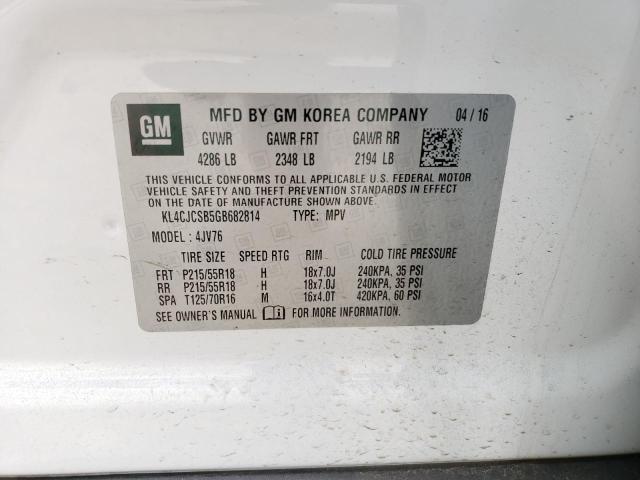 GM MFD BY GM KOREA COMPANY 04/16
GVWR GAWR FRT GAWR RR
4286 LB 2348 LB 2194 LB
THIS VEHICLE CONFORMS TO ALL APPLICABLE U.S. FEDERAL MOTOR
VEHICLE SAFETY AND THEFT PREVENTION STANDARDS IN EFFECT ON
THE DATE OF MANUFACTURE SHOWN ABOVE.
KL4CJCSB5GB682814 TYPE: MPV
MODEL: 4JV76
TIRE SIZE SPEED RTG RIM COLD TIRE PRESSURE
FRT P215/55R18 H 18x7.0J 240KPA, 35 PSI
RR P215/55R18 H 18x7.0J 240KPA, 35 PSI
SPA T125/70R16 M 16x4.0T 420KPA, 60 PSI
SEE OWNER'S MANUAL FOR MORE INFORMATION.